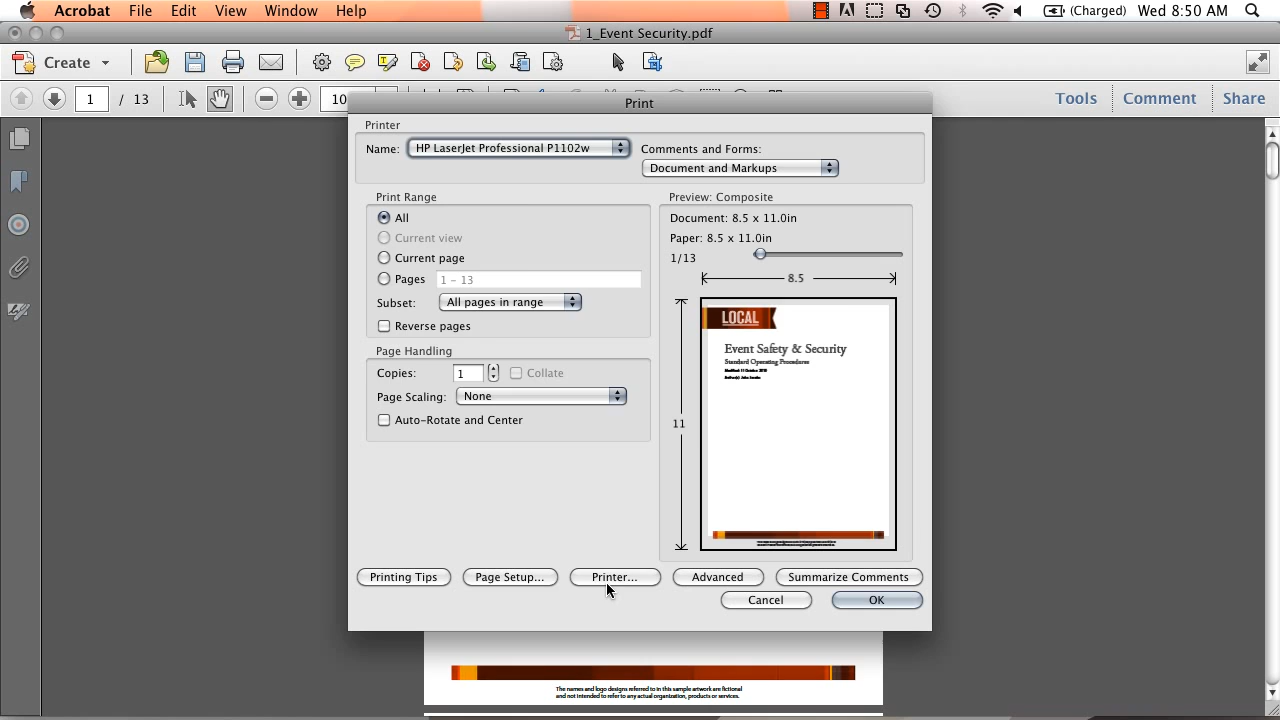 Acrobat File Edit View Window Help (Charged) Wed 8:50 AM
1_Event Security.pdf
Create
1 / 13 10 Tools Comment Share
Print
Printer
Name: HP LaserJet Professional P1102w Comments and Forms:
Document and Markups
Print Range
All
Current view
Current page
Pages 1 - 13
Subset: All pages in range
Reverse pages
Page Handling
Copies: 1 Collate
Page Scaling: None
Auto-Rotate and Center
Preview: Composite
Document: 8.5 x 11.0in
Paper: 8.5 x 11.0in
1/13
8.5
11
LOCAL
Event Safety & Security
Standard Operating Procedures
Printing Tips Page Setup... Printer... Advanced Summarize Comments
Cancel OK
The names and logo designs referred to in this sample artwork are fictional
and not intended to refer to any actual organization, products or services.